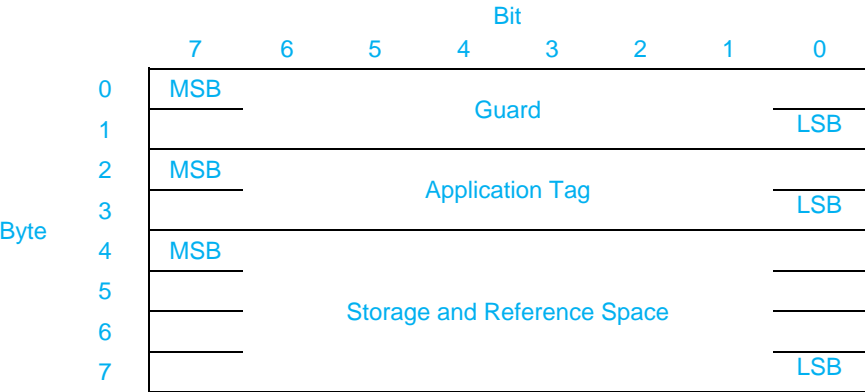 Bit
7 6 5 4 3 2 1 0
0 MSB
Guard
1 LSB
2 MSB
Application Tag
3 LSB
Byte
4 MSB
5
Storage and Reference Space
6
7 LSB